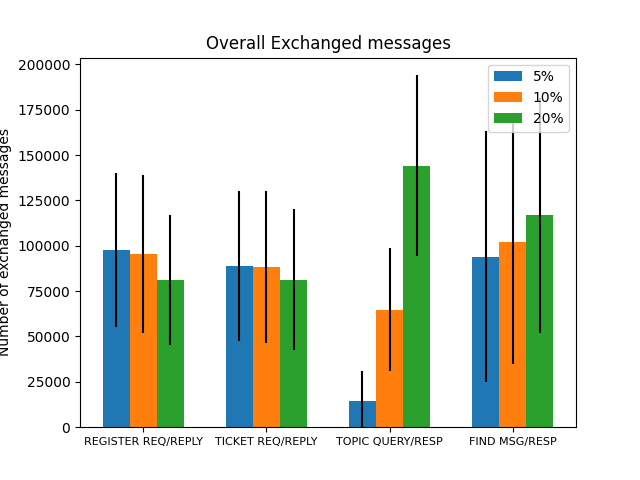 Overall Exchanged messages
200000
175000
150000
125000
100000
75000
50000
25000
0
Number of exchanged messages
5%
10%
20%
REGISTER REQ/REPLY
TICKET REQ/REPLY
TOPIC QUERY/RESP
FIND MSG/RESP